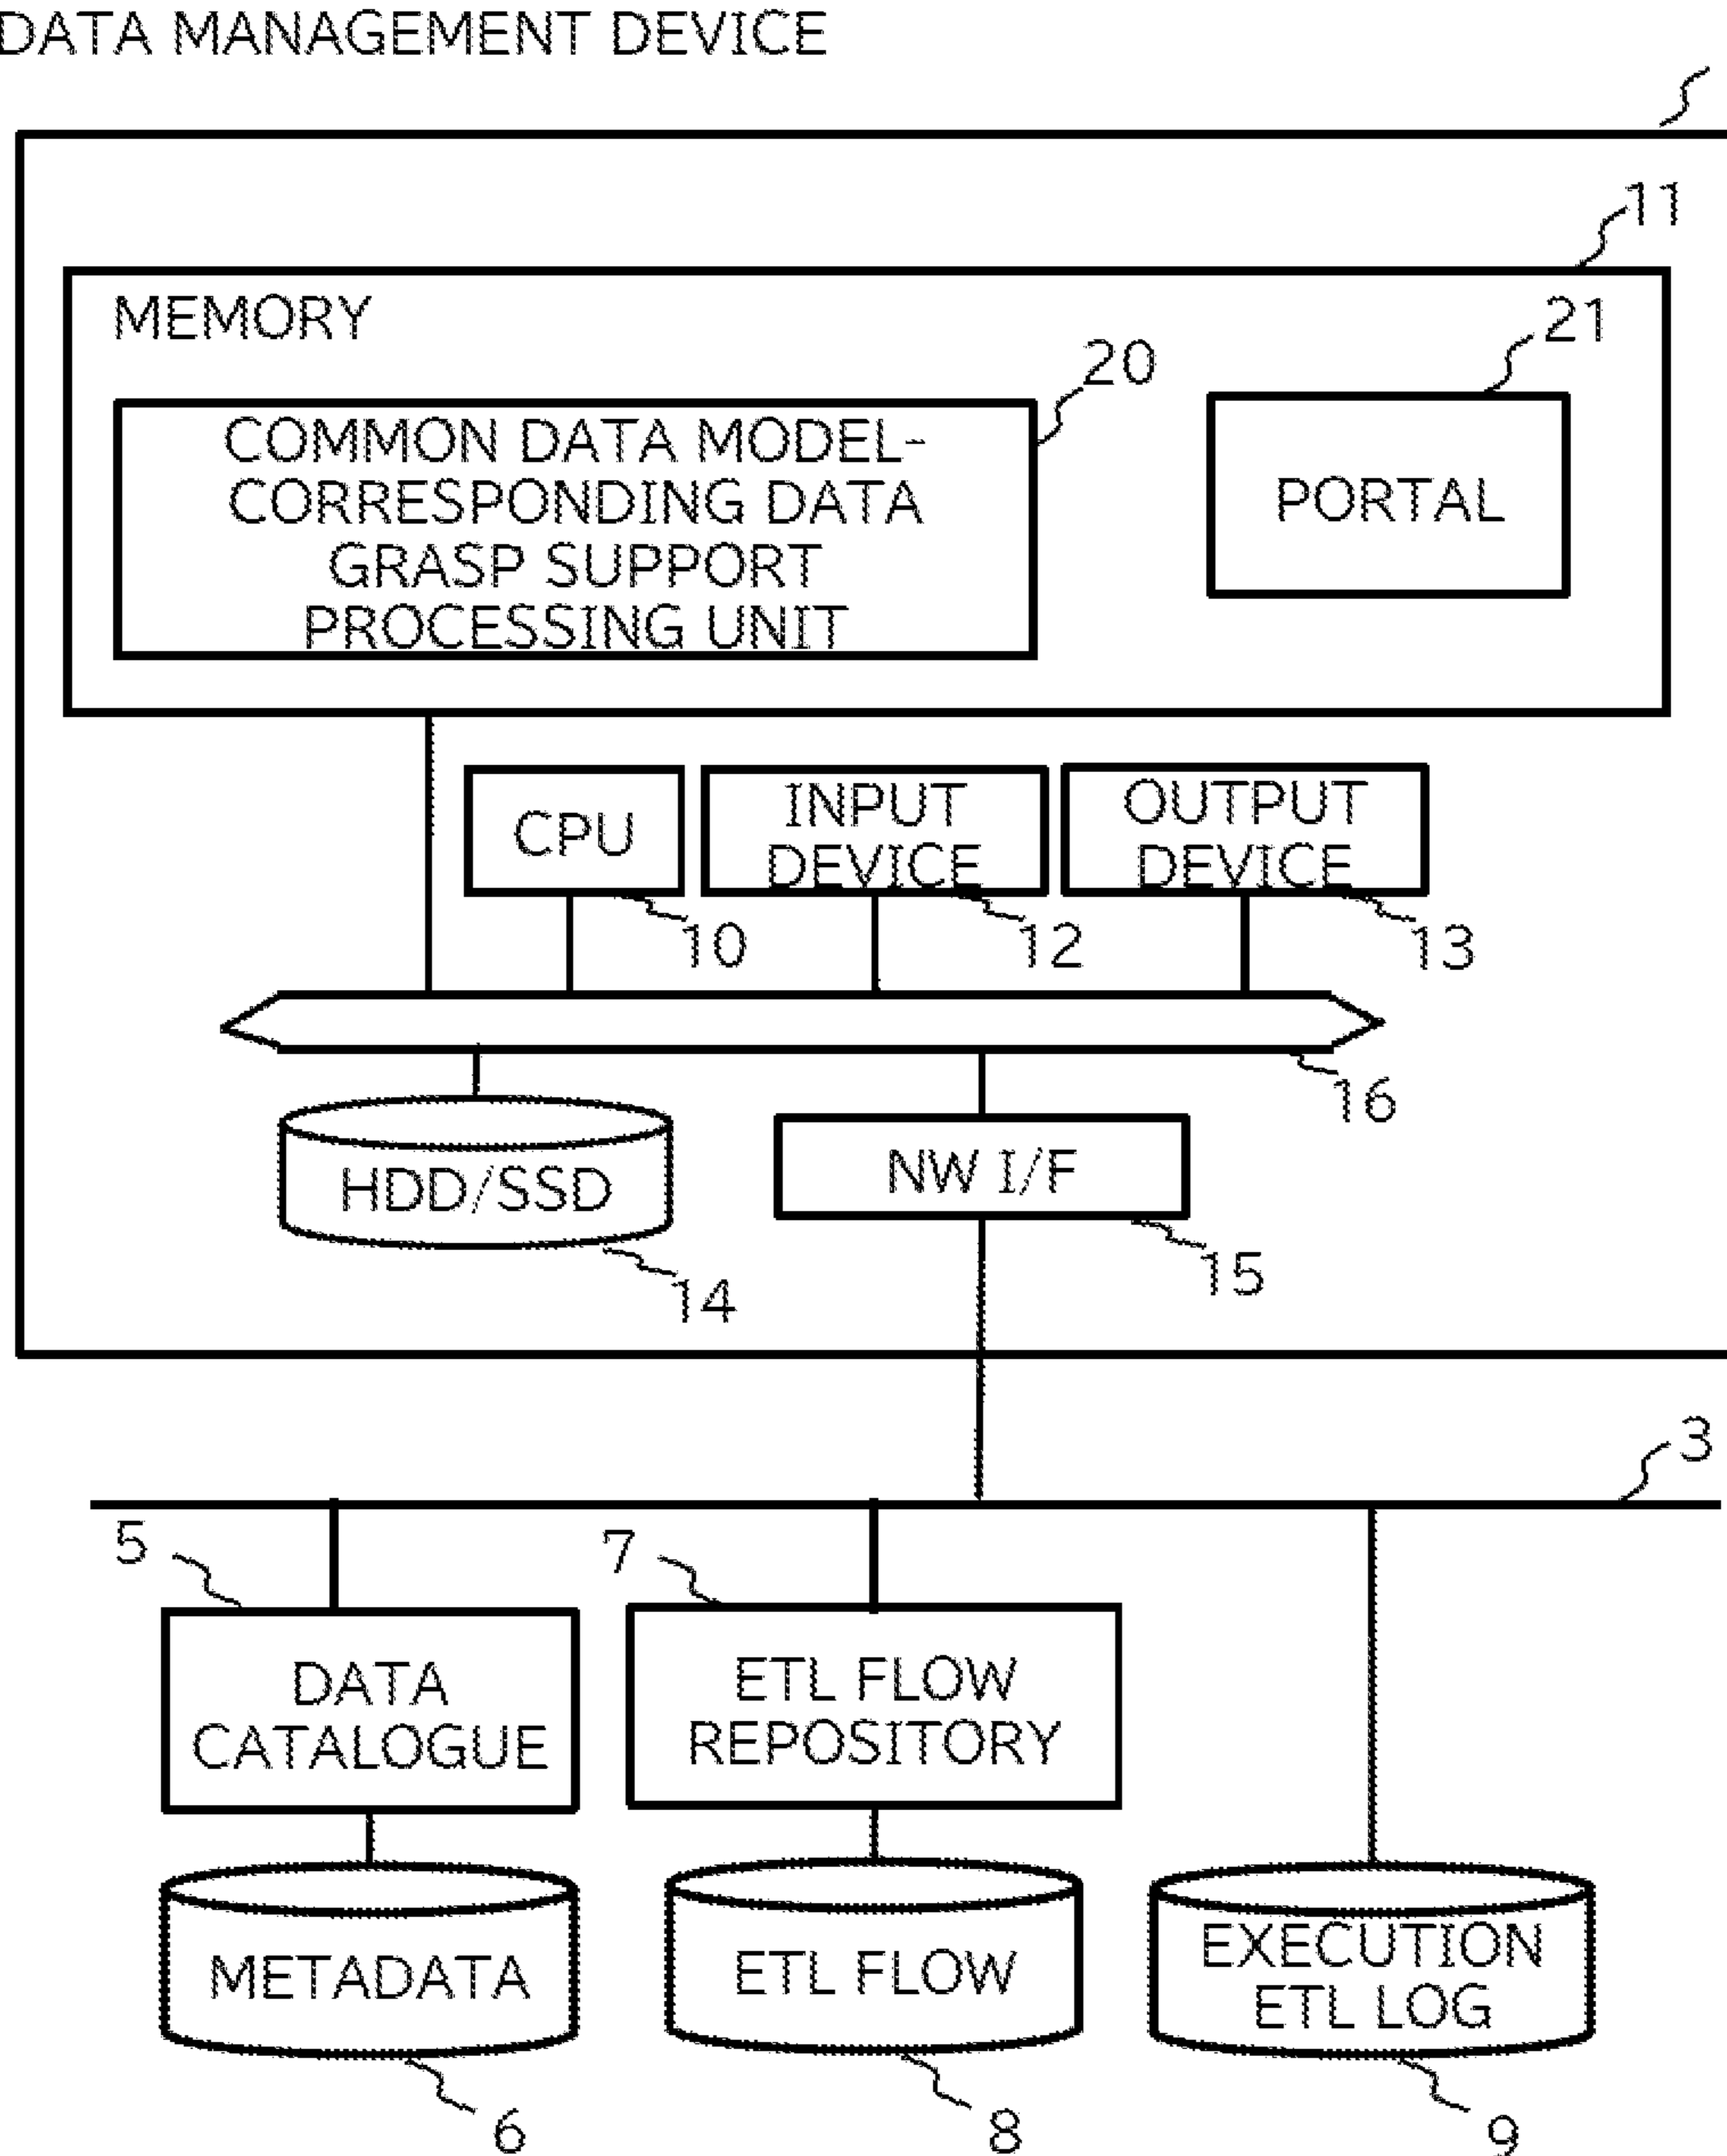 DATA MANAGEMENT DEVICE
11
MEMORY
21
20
COMMON DATA MODEL-
CORRESPONDING DATA
GRASP SUPPORT
PROCESSING UNIT
PORTAL
CPU
INPUT
DEVICE
OUTPUT
DEVICE
10
12
13
16
HDD/SSD
NW I/F
14
15
3
5
7
DATA
CATALOGUE
ETL FLOW
REPOSITORY
METADATA
ETL FLOW
EXECUTION
ETL LOG
6
8
9